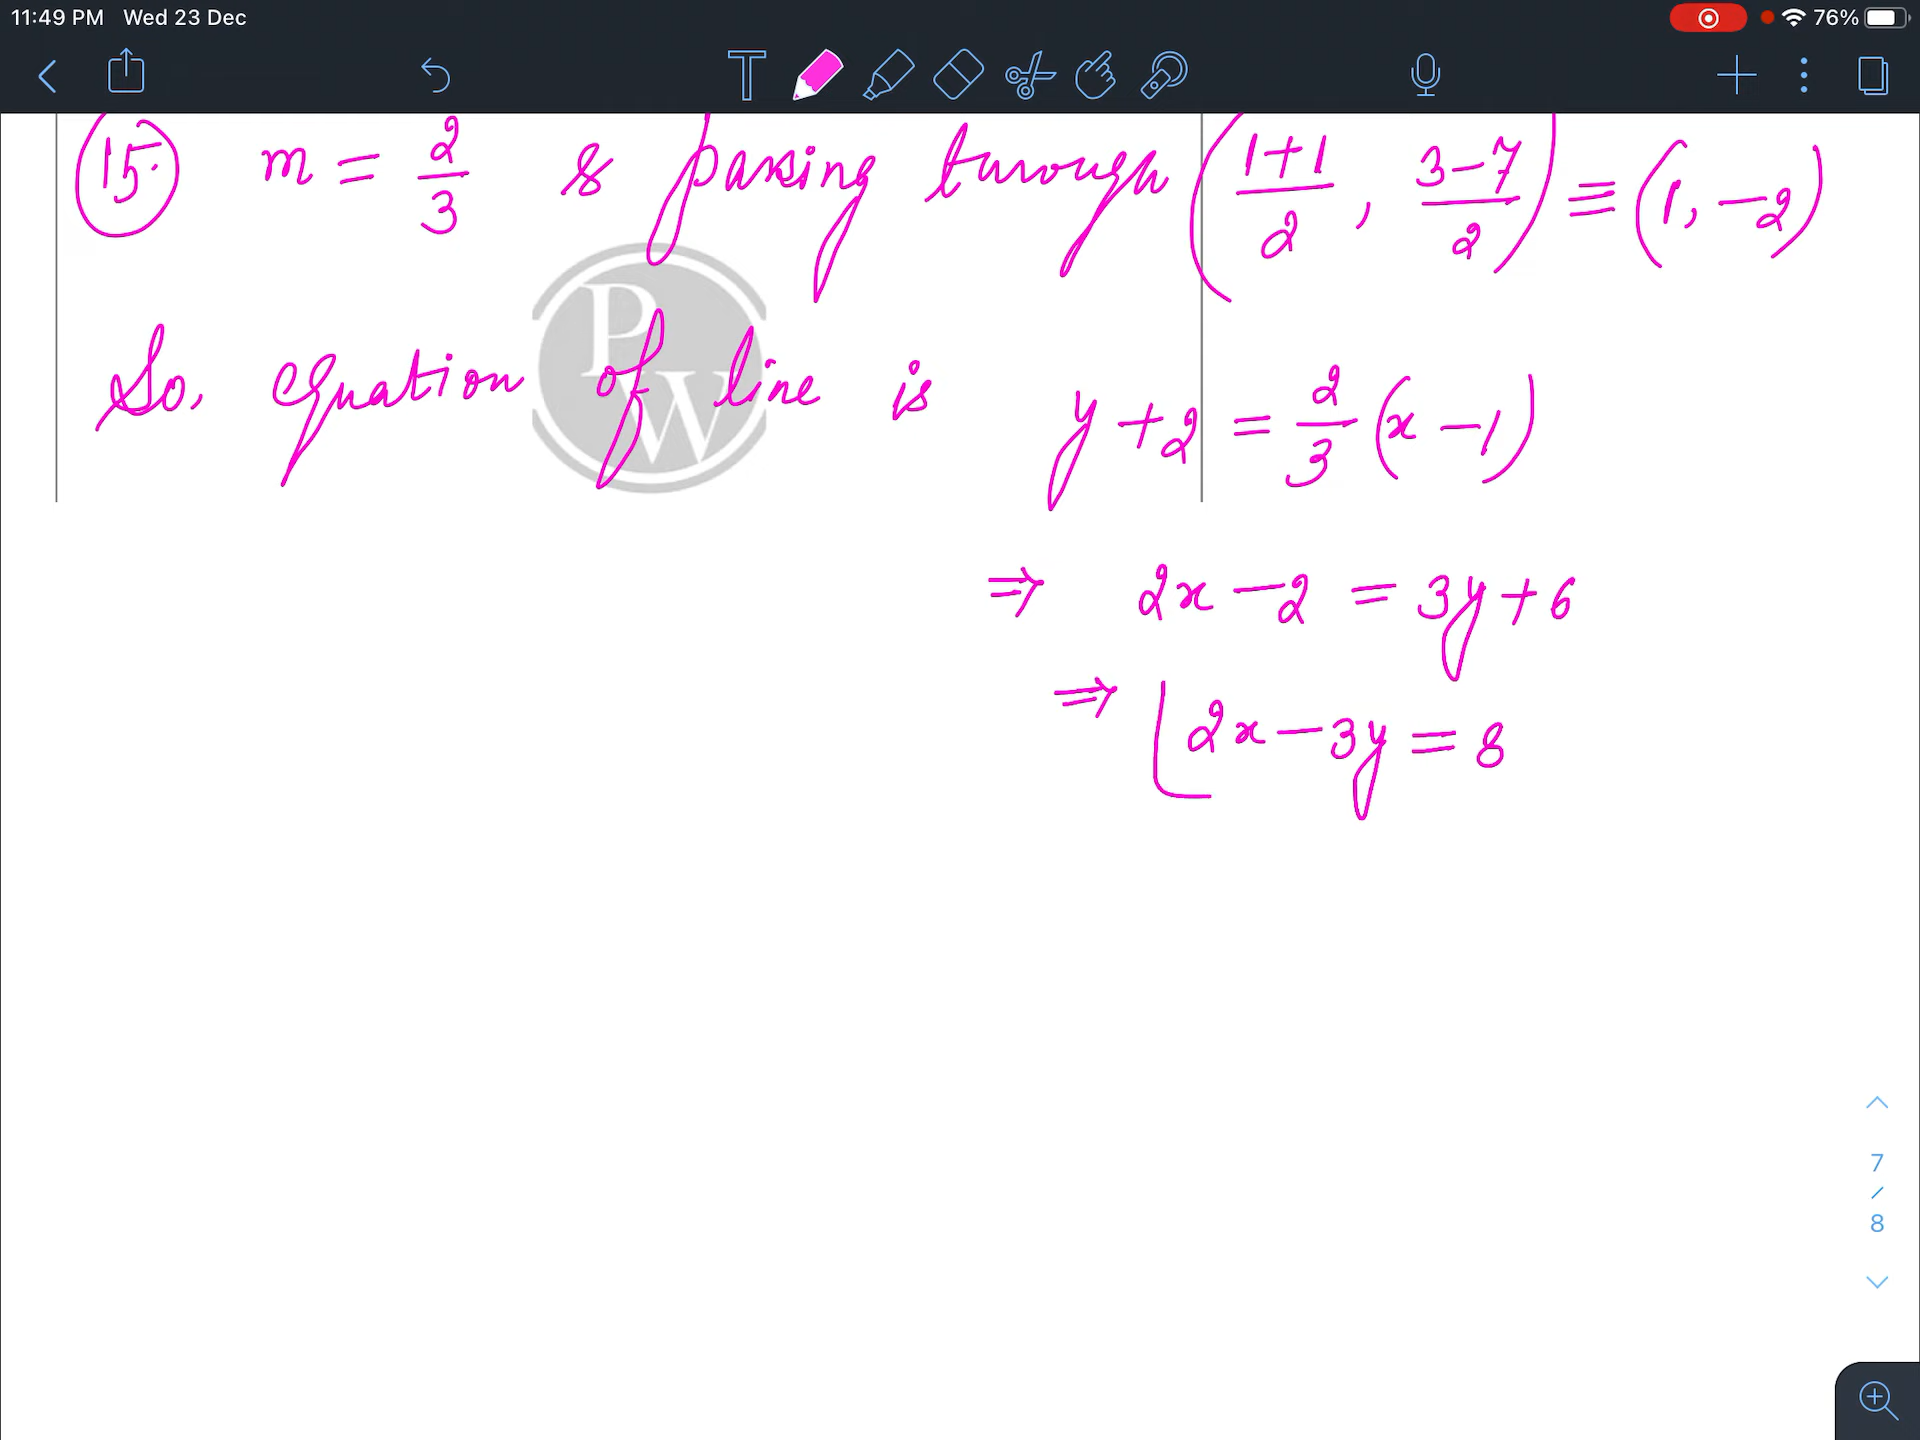 11:49 PM Wed 23 Dec
76%
T
15. m = 2/3 & passing through ((1+1)/2, (3-7)/2) ≡ (1, -2)
PW
So, equation of line is y + 2 = 2/3 (x - 1)
⇒ 2x - 2 = 3y + 6
⇒ 2x - 3y = 8
7
/
8